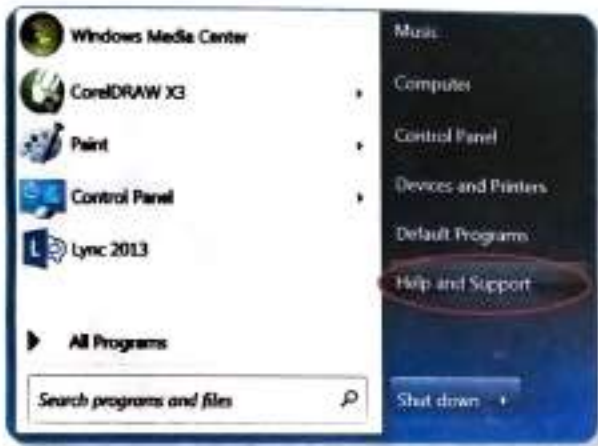 Windows Media Center
CorelDRAW X3
Paint
Control Panel
Lync 2013
All Programs
Search programs and files
Music
Computer
Control Panel
Devices and Printers
Default Programs
Help and Support
Shut down